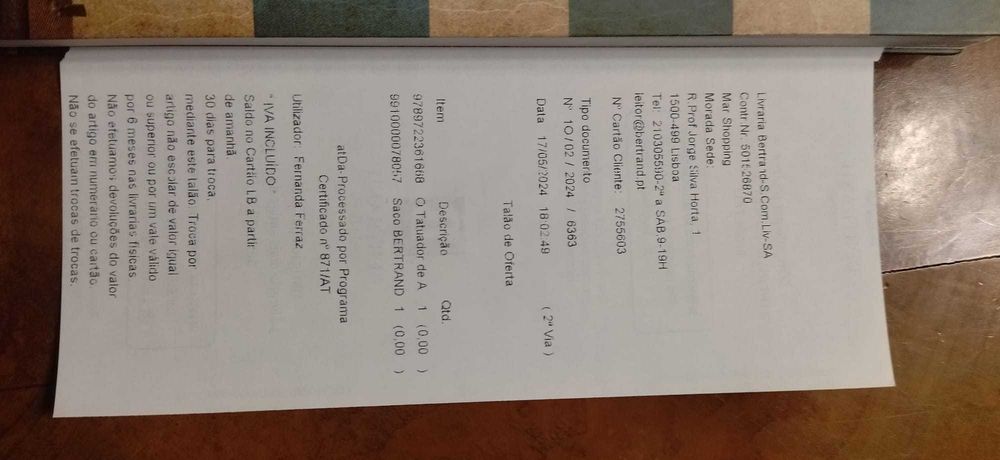 Livraria Bertrand-S.Com.Liv-SA
Contr.Nr. 501526870
Mar Shopping
Morada Sede:
R.Prof Jorge Silva Horta, 1
1500-499 Lisboa
Tel: 210305590-2ª a SAB,9-19H
leitor@bertrand.pt
Nº Cartão Cliente: 2755603
Tipo documento
Nº 1O / 02 / 2024 / 6363
Data 17/05/2024 18:02:49 ( 2ª Via )
Talão de Oferta
Item Descrição Qtd.
9789722361668 O Tatuador de A 1 (0,00 )
9910000078057 Saco BERTRAND 1 (0,00 )
atDa-Processado por Programa
Certificado nº 871/AT
Utilizador: Fernanda Ferraz
* IVA INCLUÍDO *
Saldo no Cartão LB a partir
de amanhã
30 dias para troca,
mediante este talão. Troca por
artigo não escolar de valor igual
ou superior ou por um vale válido
por 6 meses nas livrarias físicas.
Não efetuamos devoluções do valor
do artigo em numerário ou cartão.
Não se efetuam trocas de trocas.